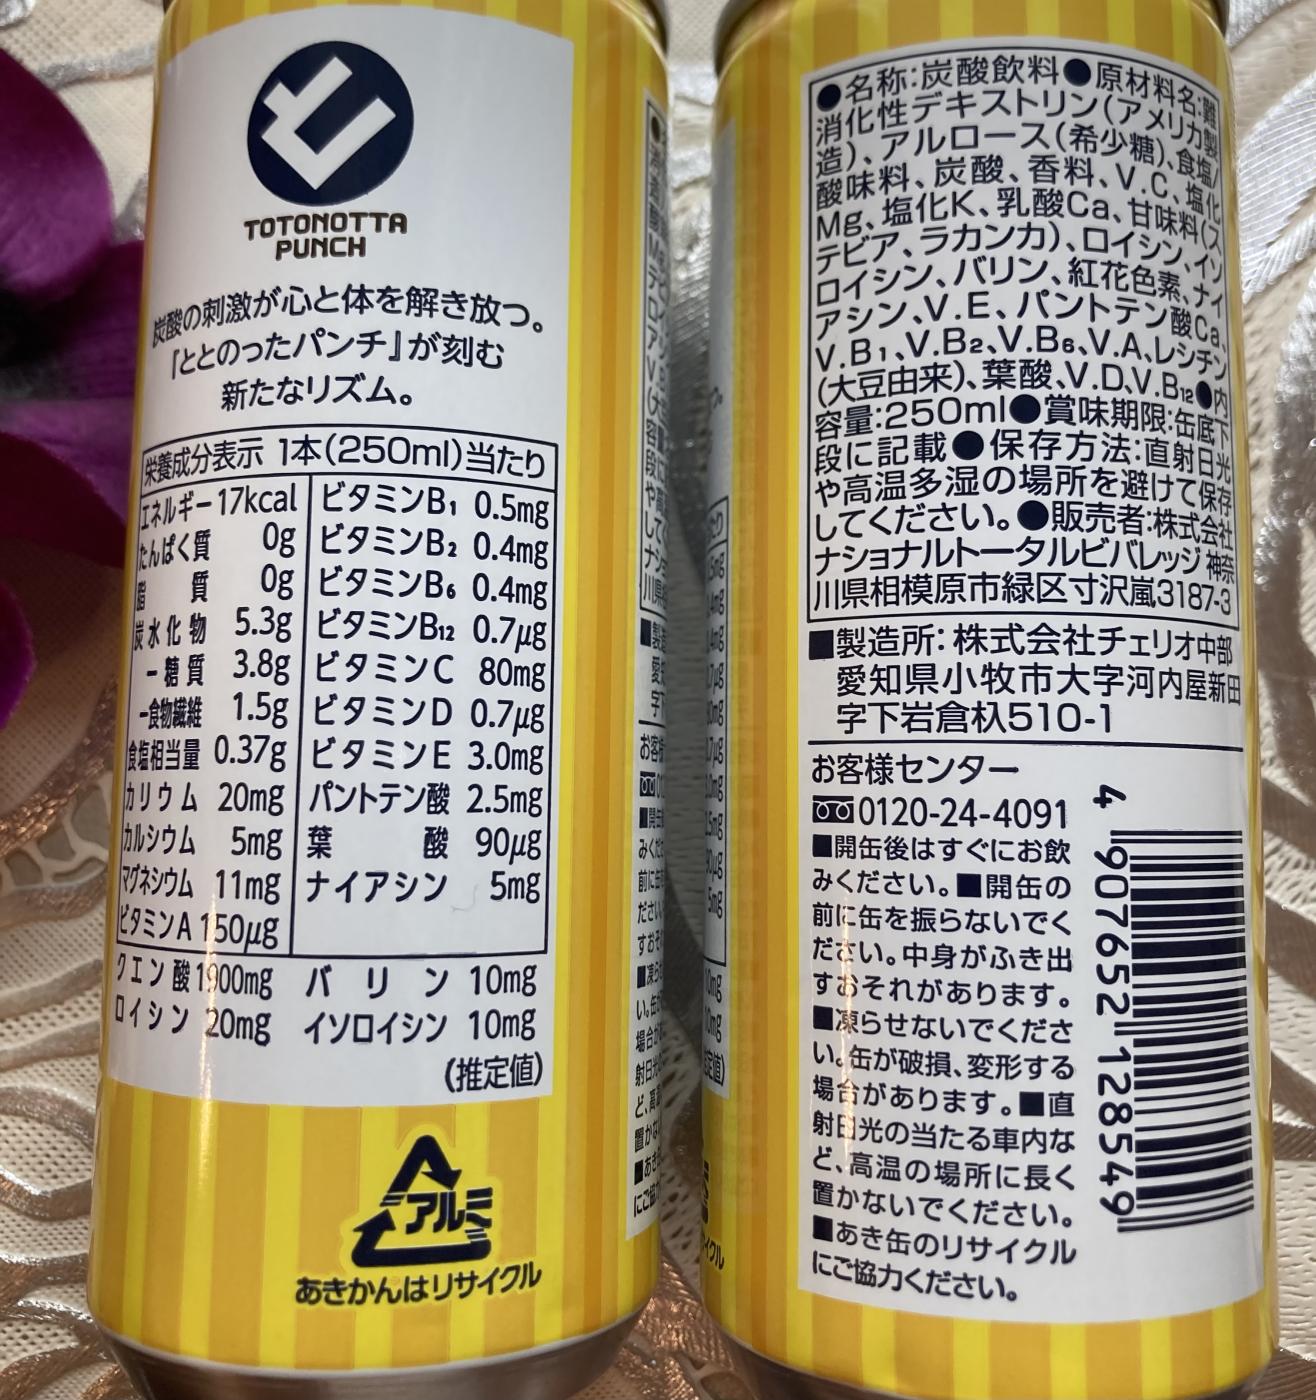 TOTONOTTA
PUNCH
炭酸の刺激が心と体を解き放つ。
『ととのったパンチ』が刻む
新たなリズム。
栄養成分表示 1本(250ml)当たり
エネルギー 17kcal
たんぱく質 0g
脂質 0g
炭水化物 5.3g
－糖質 3.8g
－食物繊維 1.5g
食塩相当量 0.37g
カリウム 20mg
カルシウム 5mg
マグネシウム 11mg
ビタミンA 150μg
ビタミンB₁ 0.5mg
ビタミンB₂ 0.4mg
ビタミンB₆ 0.4mg
ビタミンB₁₂ 0.7μg
ビタミンC 80mg
ビタミンD 0.7μg
ビタミンE 3.0mg
パントテン酸 2.5mg
葉酸 90μg
ナイアシン 5mg
クエン酸 1900mg バリン 10mg
ロイシン 20mg イソロイシン 10mg
(推定値)
アルミ
あきかんはリサイクル
●名称:炭酸飲料●原材料名:難
消化性デキストリン(アメリカ製
造)、アルロース(希少糖)、食塩/
酸味料、炭酸、香料、V.C、塩化
Mg、塩化K、乳酸Ca、甘味料(ス
テビア、ラカンカ)、ロイシン、イソ
ロイシン、バリン、紅花色素、ナイ
アシン、V.E、パントテン酸Ca、
V.B₁、V.B₂、V.B₆、V.A、レシチン
(大豆由来)、葉酸、V.D、V.B₁₂●内
容量:250ml●賞味期限:缶底下
段に記載●保存方法:直射日光
や高温多湿の場所を避けて保存
してください。●販売者:株式会社
ナショナルトータルビバレッジ 神奈
川県相模原市緑区寸沢嵐3187-3
■製造所:株式会社チェリオ中部
愛知県小牧市大字河内屋新田
字下岩倉杁510-1
お客様センター
0120-24-4091
■開缶後はすぐにお飲
みください。■開缶の
前に缶を振らないでく
ださい。中身がふき出
すおそれがあります。
■凍らせないでくださ
い。缶が破損、変形する
場合があります。■直
射日光の当たる車内な
ど、高温の場所に長く
置かないでください。
■あき缶のリサイクル
にご協力ください。
4 907652 128549